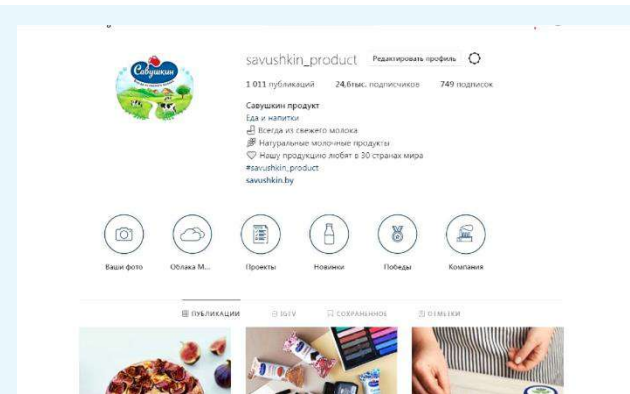 Савушкин
savushkin_product Редактировать профиль
1 011 публикаций 24,6тыс. подписчиков 749 подписок
Савушкин продукт
Еда и напитки
Всегда из свежего молока
Натуральные молочные продукты
Нашу продукцию любят в 30 странах мира
#savushkin_product
savushkin.by
Ваши фото Облака М... Проекты Новинки Победы Компания
ПУБЛИКАЦИИ IGTV СОХРАНЕННОЕ ОТМЕТКИ